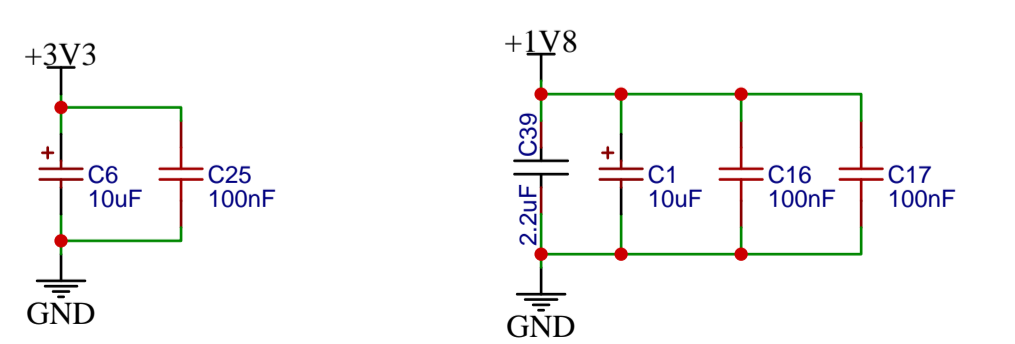 +3V3
+
C6
10uF
C25
100nF
GND
+1V8
C39
2.2uF
+
C1
10uF
C16
100nF
C17
100nF
GND